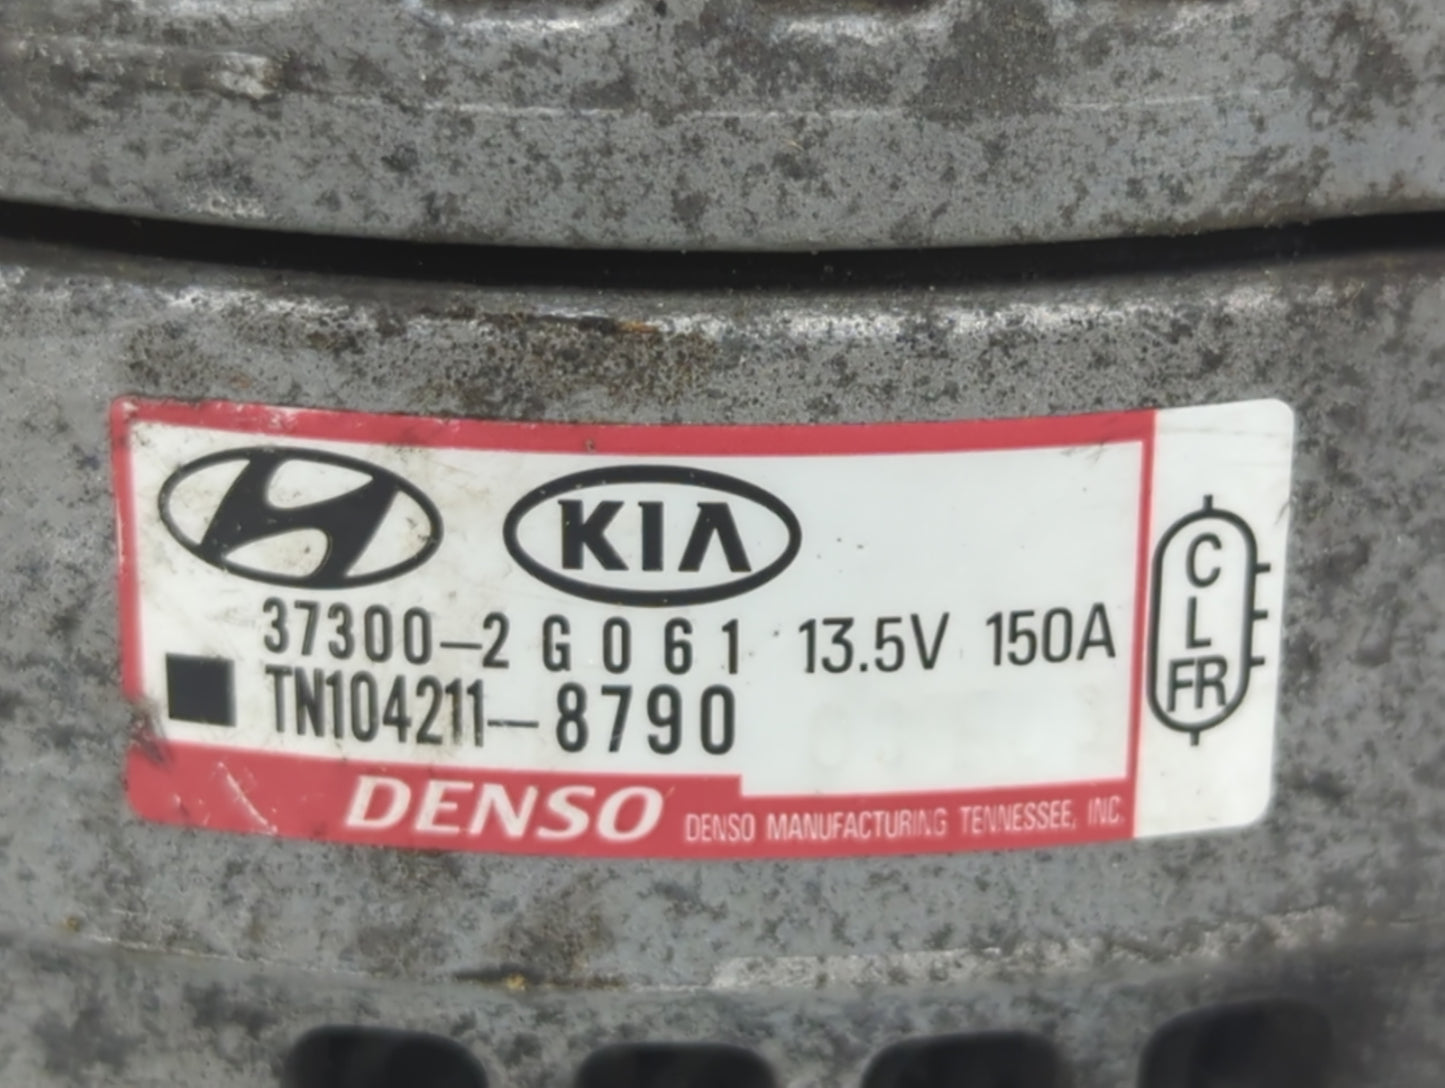 KIA
37300-2G061 13.5V 150A
TN104211-8790
DENSO DENSO MANUFACTURING TENNESSEE, INC.
C
L
FR